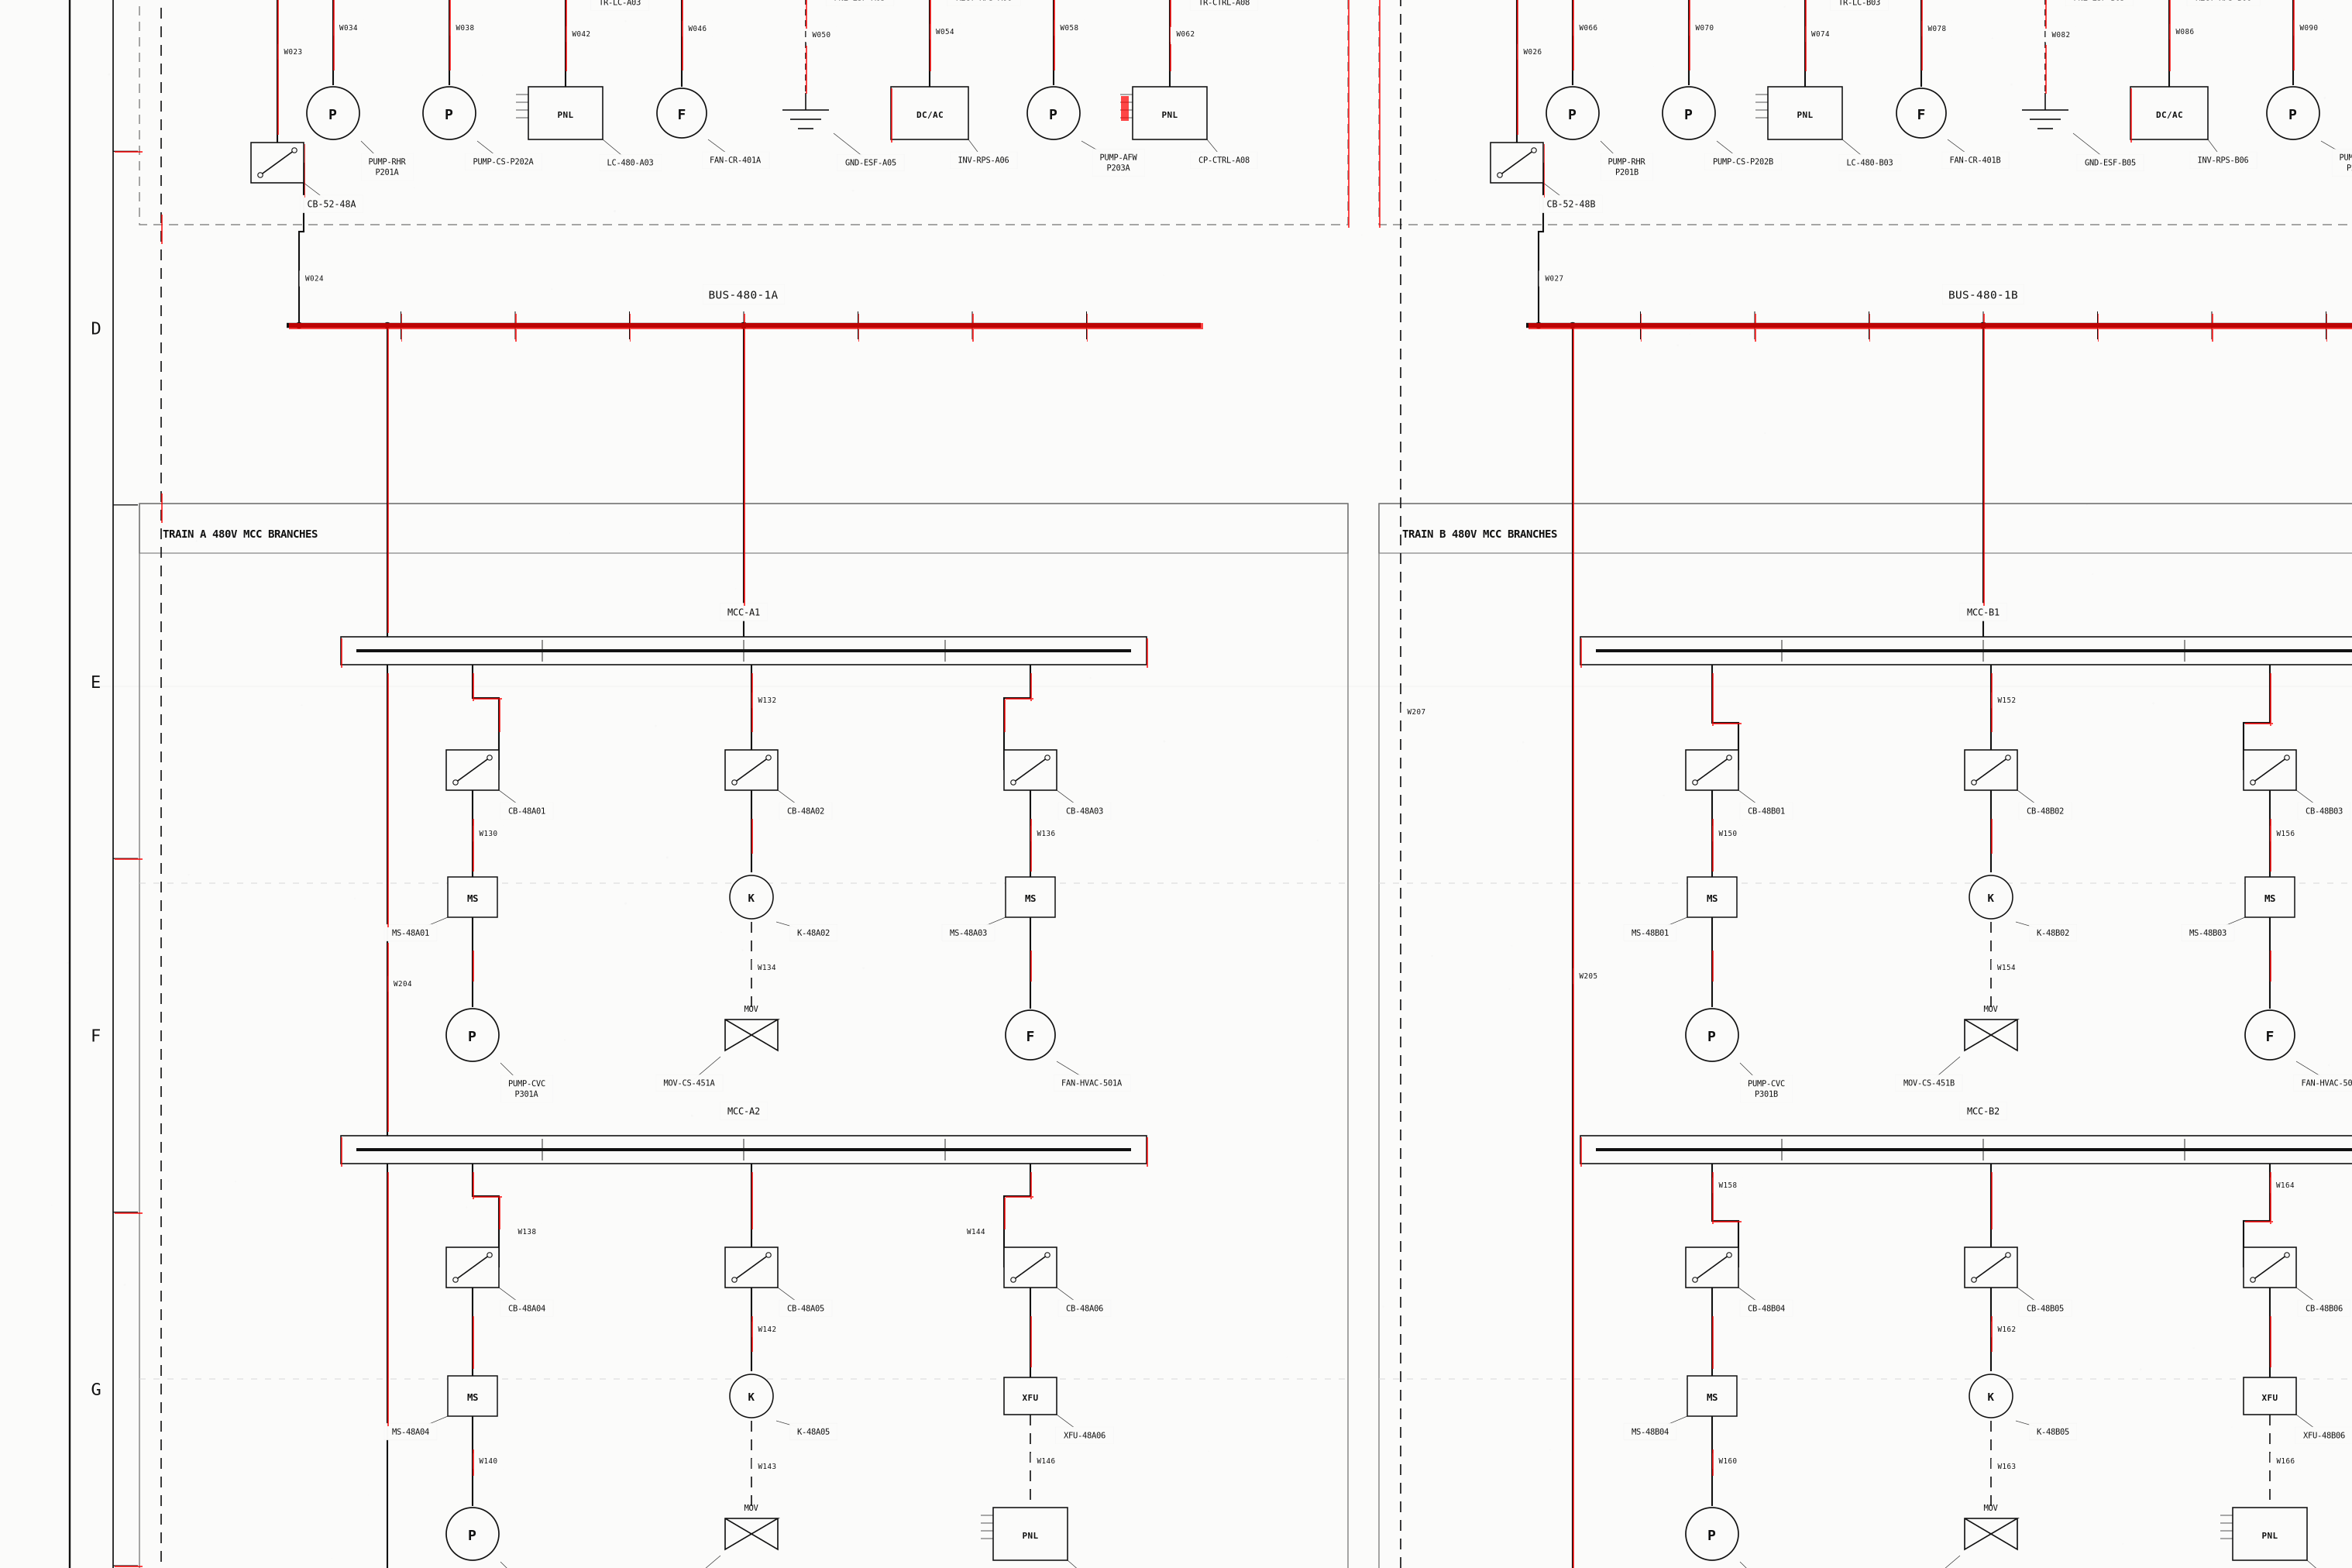 TR-LC-A03
TR-CTRL-A08
TR-LC-B03
W023
W034
W038
W042
W046
W050
W054
W058
W062
W026
W066
W070
W074
W078
W082
W086
W090
P
P
PNL
F
DC/AC
P
PNL
P
P
PNL
F
DC/AC
P
PUMP-RHR
P201A
PUMP-CS-P202A
LC-480-A03
FAN-CR-401A
GND-ESF-A05
INV-RPS-A06
PUMP-AFW
P203A
CP-CTRL-A08
PUMP-RHR
P201B
PUMP-CS-P202B
LC-480-B03
FAN-CR-401B
GND-ESF-B05
INV-RPS-B06
CB-52-48A
CB-52-48B
W024
W027
BUS-480-1A
BUS-480-1B
D
TRAIN A 480V MCC BRANCHES
TRAIN B 480V MCC BRANCHES
MCC-A1
MCC-B1
E
W132
W152
W207
CB-48A01
CB-48A02
CB-48A03
CB-48B01
CB-48B02
CB-48B03
W130
W136
W150
W156
MS
K
MS
MS
K
MS
MS-48A01
K-48A02
MS-48A03
MS-48B01
K-48B02
MS-48B03
W134
W154
W204
W205
MOV
MOV
F
P
F
P
F
PUMP-CVC
P301A
MOV-CS-451A
FAN-HVAC-501A
PUMP-CVC
P301B
MOV-CS-451B
FAN-HVAC-50
MCC-A2
MCC-B2
W158
W164
W138
W144
CB-48A04
CB-48A05
CB-48A06
CB-48B04
CB-48B05
CB-48B06
W142
W162
G
MS
K
XFU
MS
K
XFU
MS-48A04
K-48A05
XFU-48A06
MS-48B04
K-48B05
XFU-48B06
W140
W143
W146
W160
W163
W166
MOV
MOV
P
PNL
P
PNL